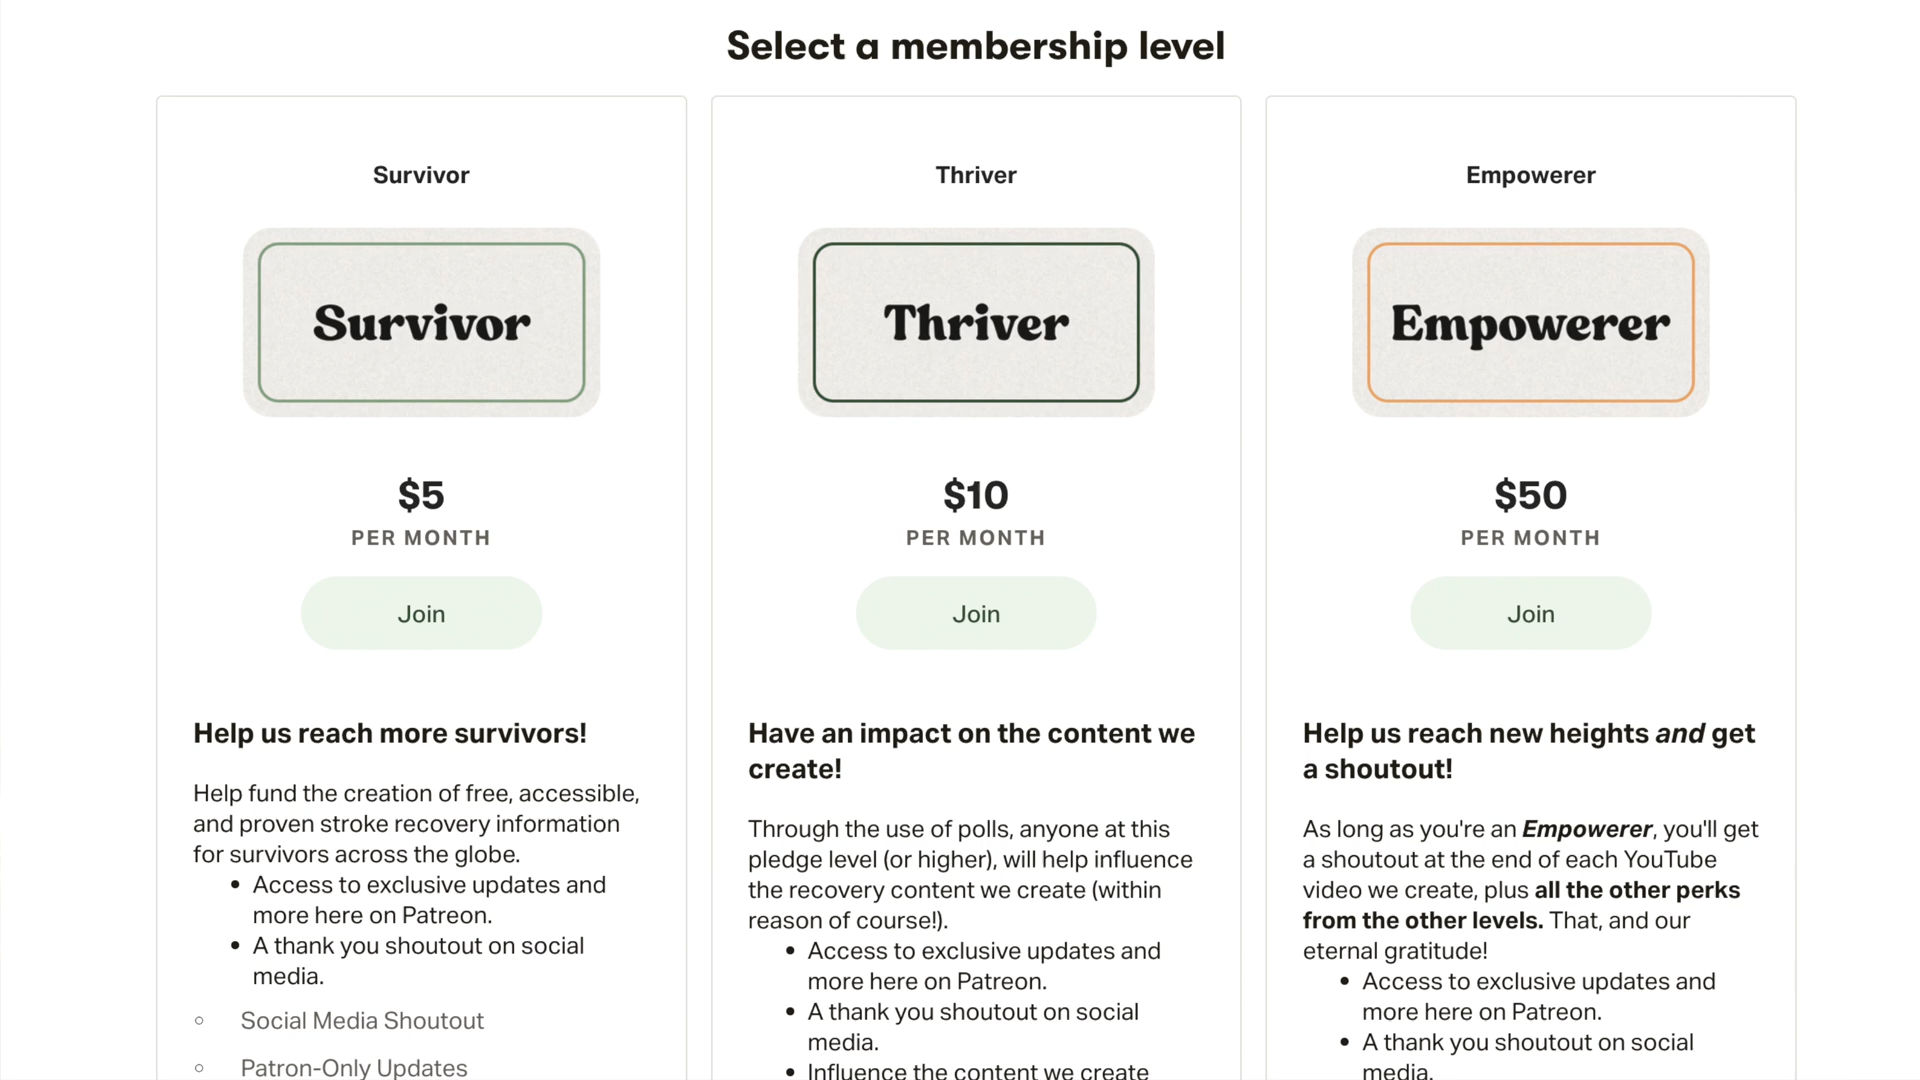 Select a membership level
Survivor
Survivor
$5
PER MONTH
Join
Help us reach more survivors!
Help fund the creation of free, accessible,
and proven stroke recovery information
for survivors across the globe.
• Access to exclusive updates and
more here on Patreon.
• A thank you shoutout on social
media.
Social Media Shoutout
Patron-Only Updates
Thriver
Thriver
$10
PER MONTH
Join
Have an impact on the content we
create!
Through the use of polls, anyone at this
pledge level (or higher), will help influence
the recovery content we create (within
reason of course!).
• Access to exclusive updates and
more here on Patreon.
• A thank you shoutout on social
media.
• Influence the content we create
Empowerer
Empowerer
$50
PER MONTH
Join
Help us reach new heights and get
a shoutout!
As long as you're an Empowerer, you'll get
a shoutout at the end of each YouTube
video we create, plus all the other perks
from the other levels. That, and our
eternal gratitude!
• Access to exclusive updates and
more here on Patreon.
• A thank you shoutout on social
media.